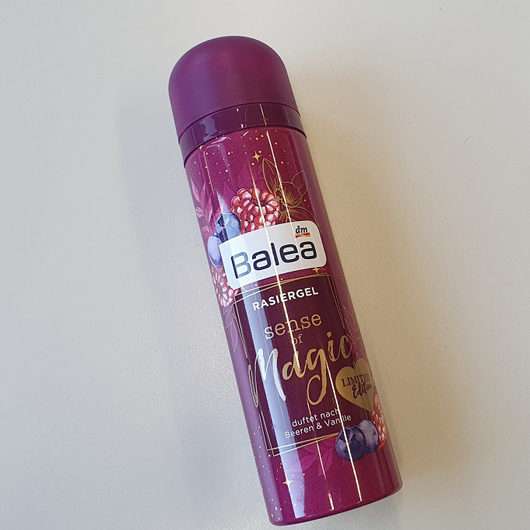 dm
Balea
RASIERGEL
sense
of
Magic
LIMITED
Edition
duftet nach
Beeren & Vanille